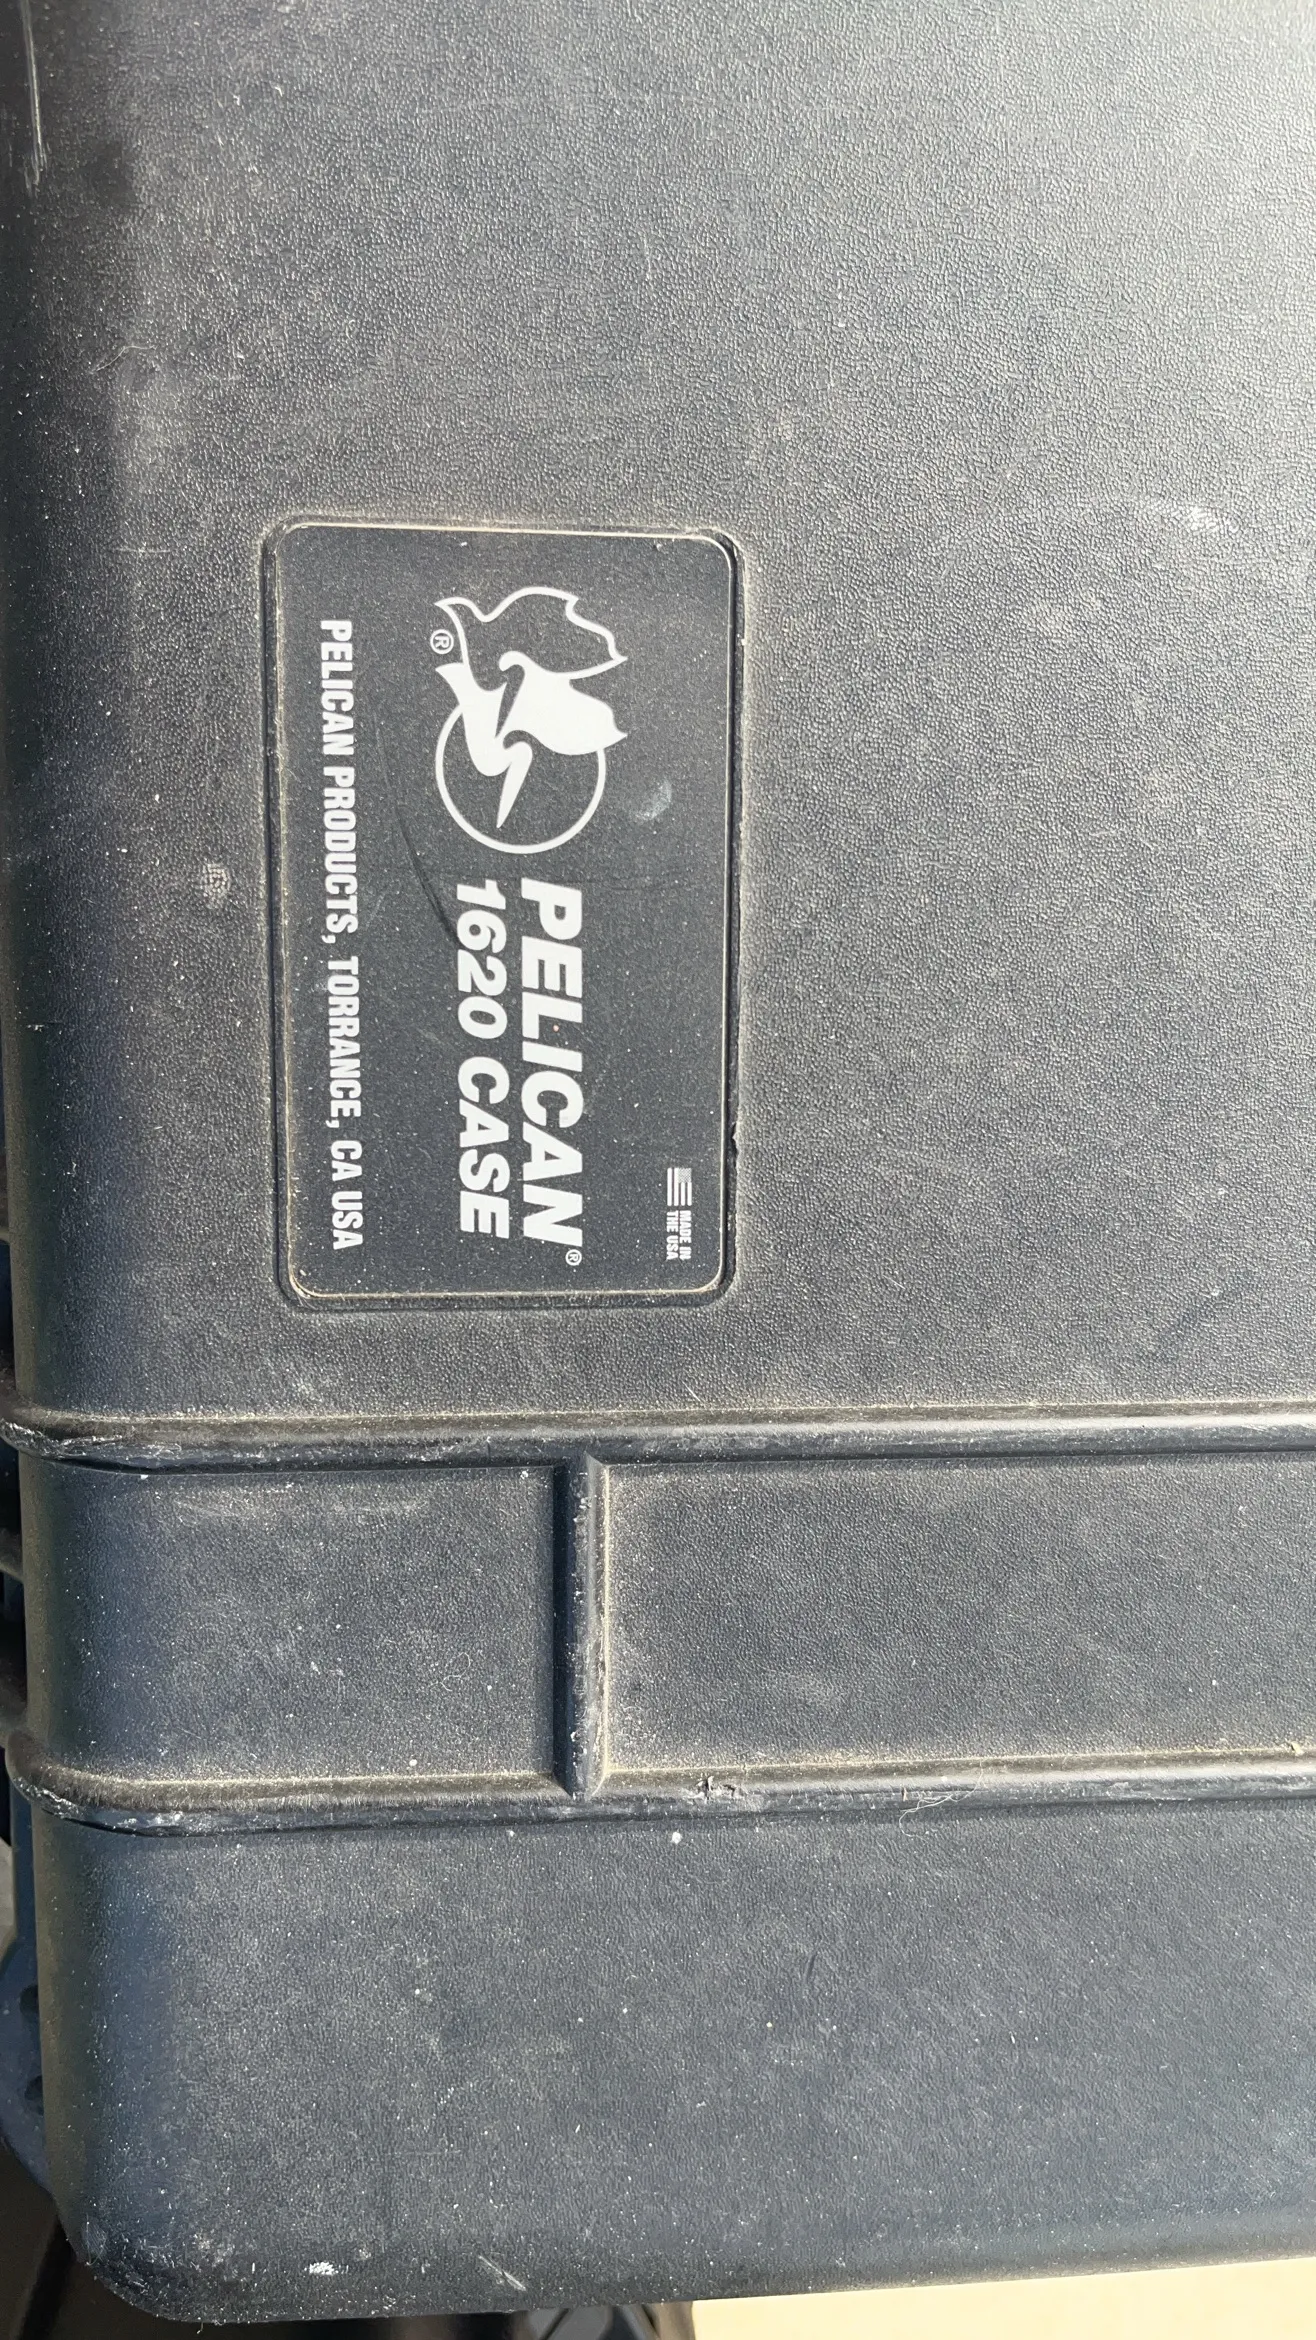 MADE IN
THE USA
PELICAN®
1620 CASE
®
PELICAN PRODUCTS, TORRANCE, CA USA